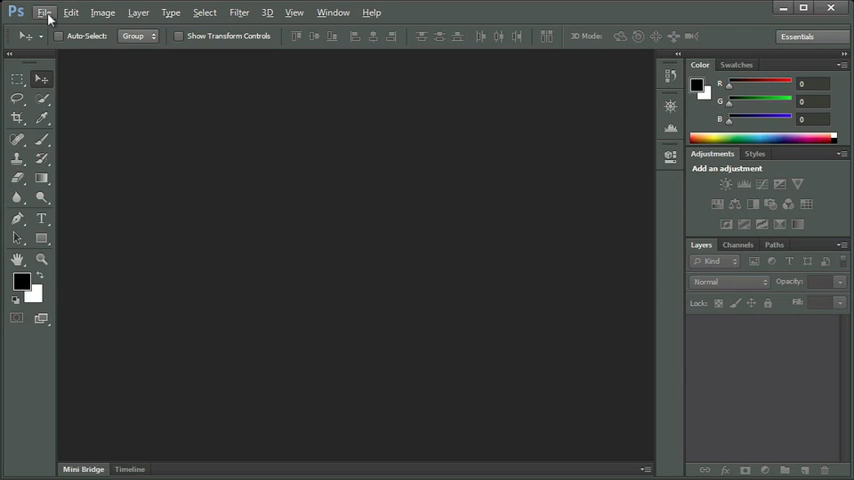 Ps File Edit Image Layer Type Select Filter 3D View Window Help
Auto-Select: Group Show Transform Controls 3D Mode: Essentials
Color Swatches
R 0
G 0
B 0
Adjustments Styles
Add an adjustment
Layers Channels Paths
Kind
Normal Opacity:
Lock: Fill:
Mini Bridge Timeline